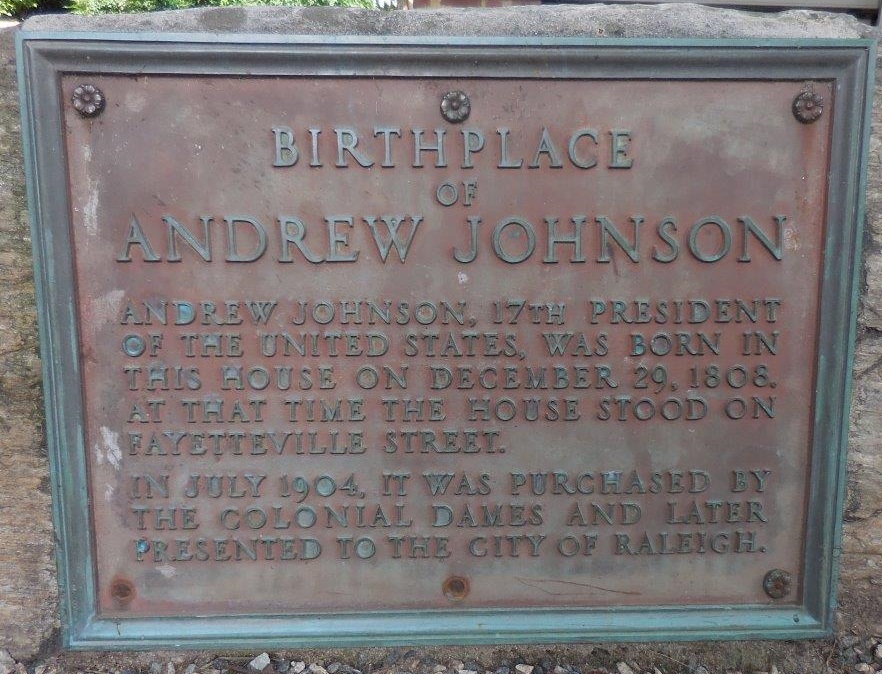 BIRTHPLACE
OF
ANDREW JOHNSON
ANDREW JOHNSON, 17TH PRESIDENT
OF THE UNITED STATES, WAS BORN IN
THIS HOUSE ON DECEMBER 29, 1808.
AT THAT TIME THE HOUSE STOOD ON
FAYETTEVILLE STREET.
IN JULY 1904, IT WAS PURCHASED BY
THE COLONIAL DAMES AND LATER
PRESENTED TO THE CITY OF RALEIGH.